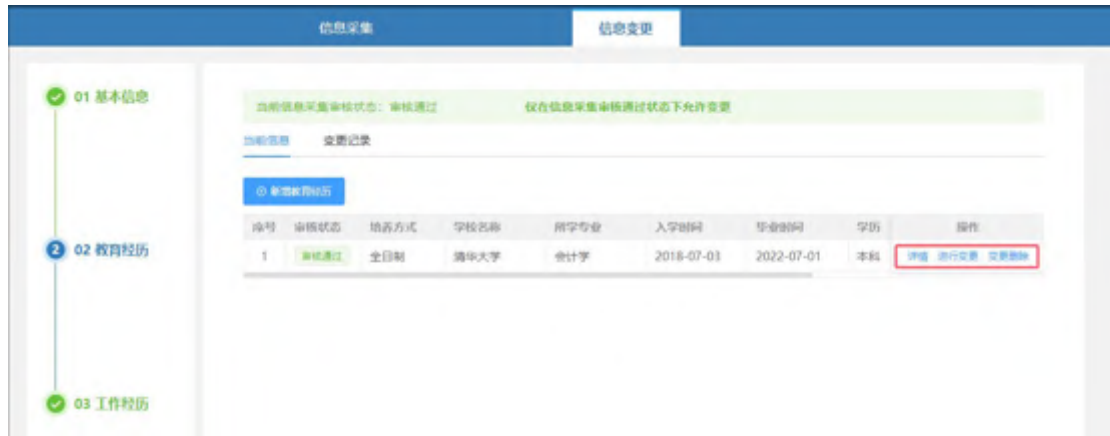 信息采集 信息变更
01 基本信息
当前信息采集审核状态：审核通过 仅在信息采集审核通过状态下允许变更
当前信息 变更记录
新增教育经历
序号 审核状态 培养方式 学校名称 所学专业 入学时间 毕业时间 学历 操作
2 02 教育经历
1 审核通过 全日制 清华大学 会计学 2018-07-03 2022-07-01 本科 详情 进行变更 变更删除
03 工作经历